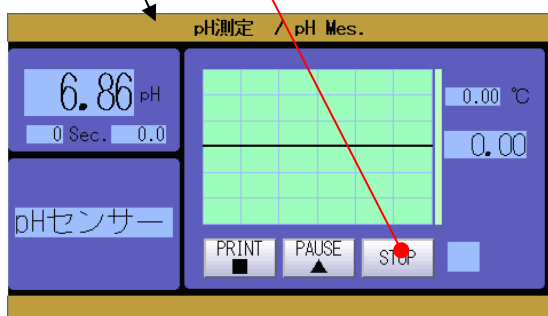 pH測定 / pH Mes.
6.86 pH
0 Sec. 0.0
pHセンサー
0.00 ℃
0.00
PRINT
■
PAUSE
▲
STOP